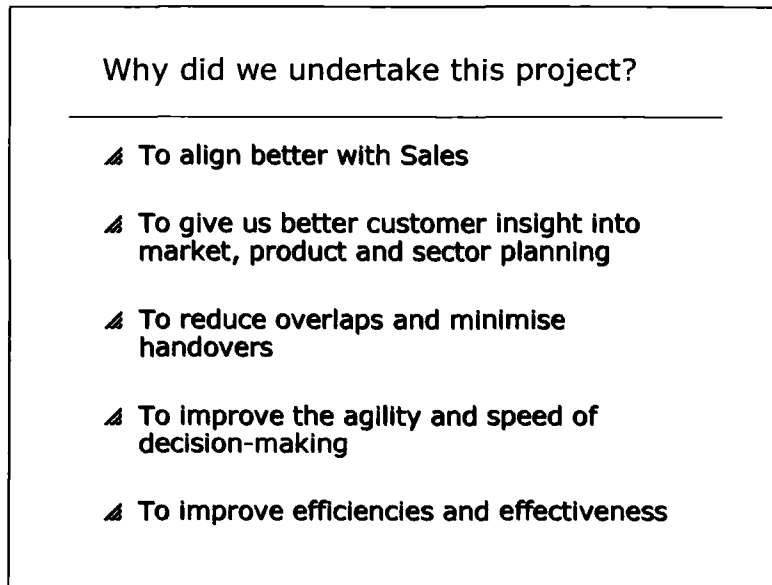 Why did we undertake this project?
To align better with Sales
To give us better customer insight into
market, product and sector planning
To reduce overlaps and minimise
handovers
To improve the agility and speed of
decision-making
To improve efficiencies and effectiveness